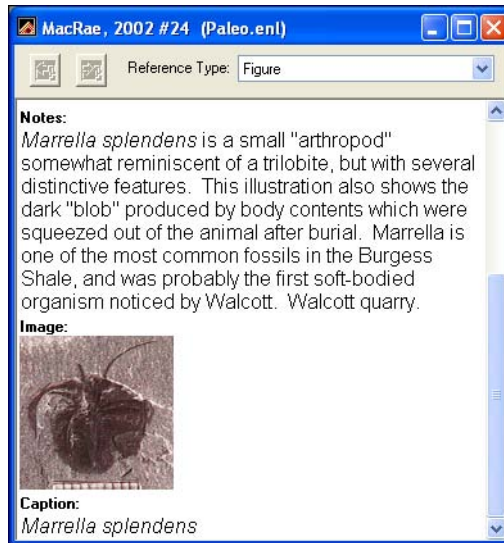 MacRae, 2002 #24 (Paleo.enl)
Reference Type: Figure
Notes:
Marrella splendens is a small "arthropod"
somewhat reminiscent of a trilobite, but with several
distinctive features. This illustration also shows the
dark "blob" produced by body contents which were
squeezed out of the animal after burial. Marrella is
one of the most common fossils in the Burgess
Shale, and was probably the first soft-bodied
organism noticed by Walcott. Walcott quarry.
Image:
Caption:
Marrella splendens